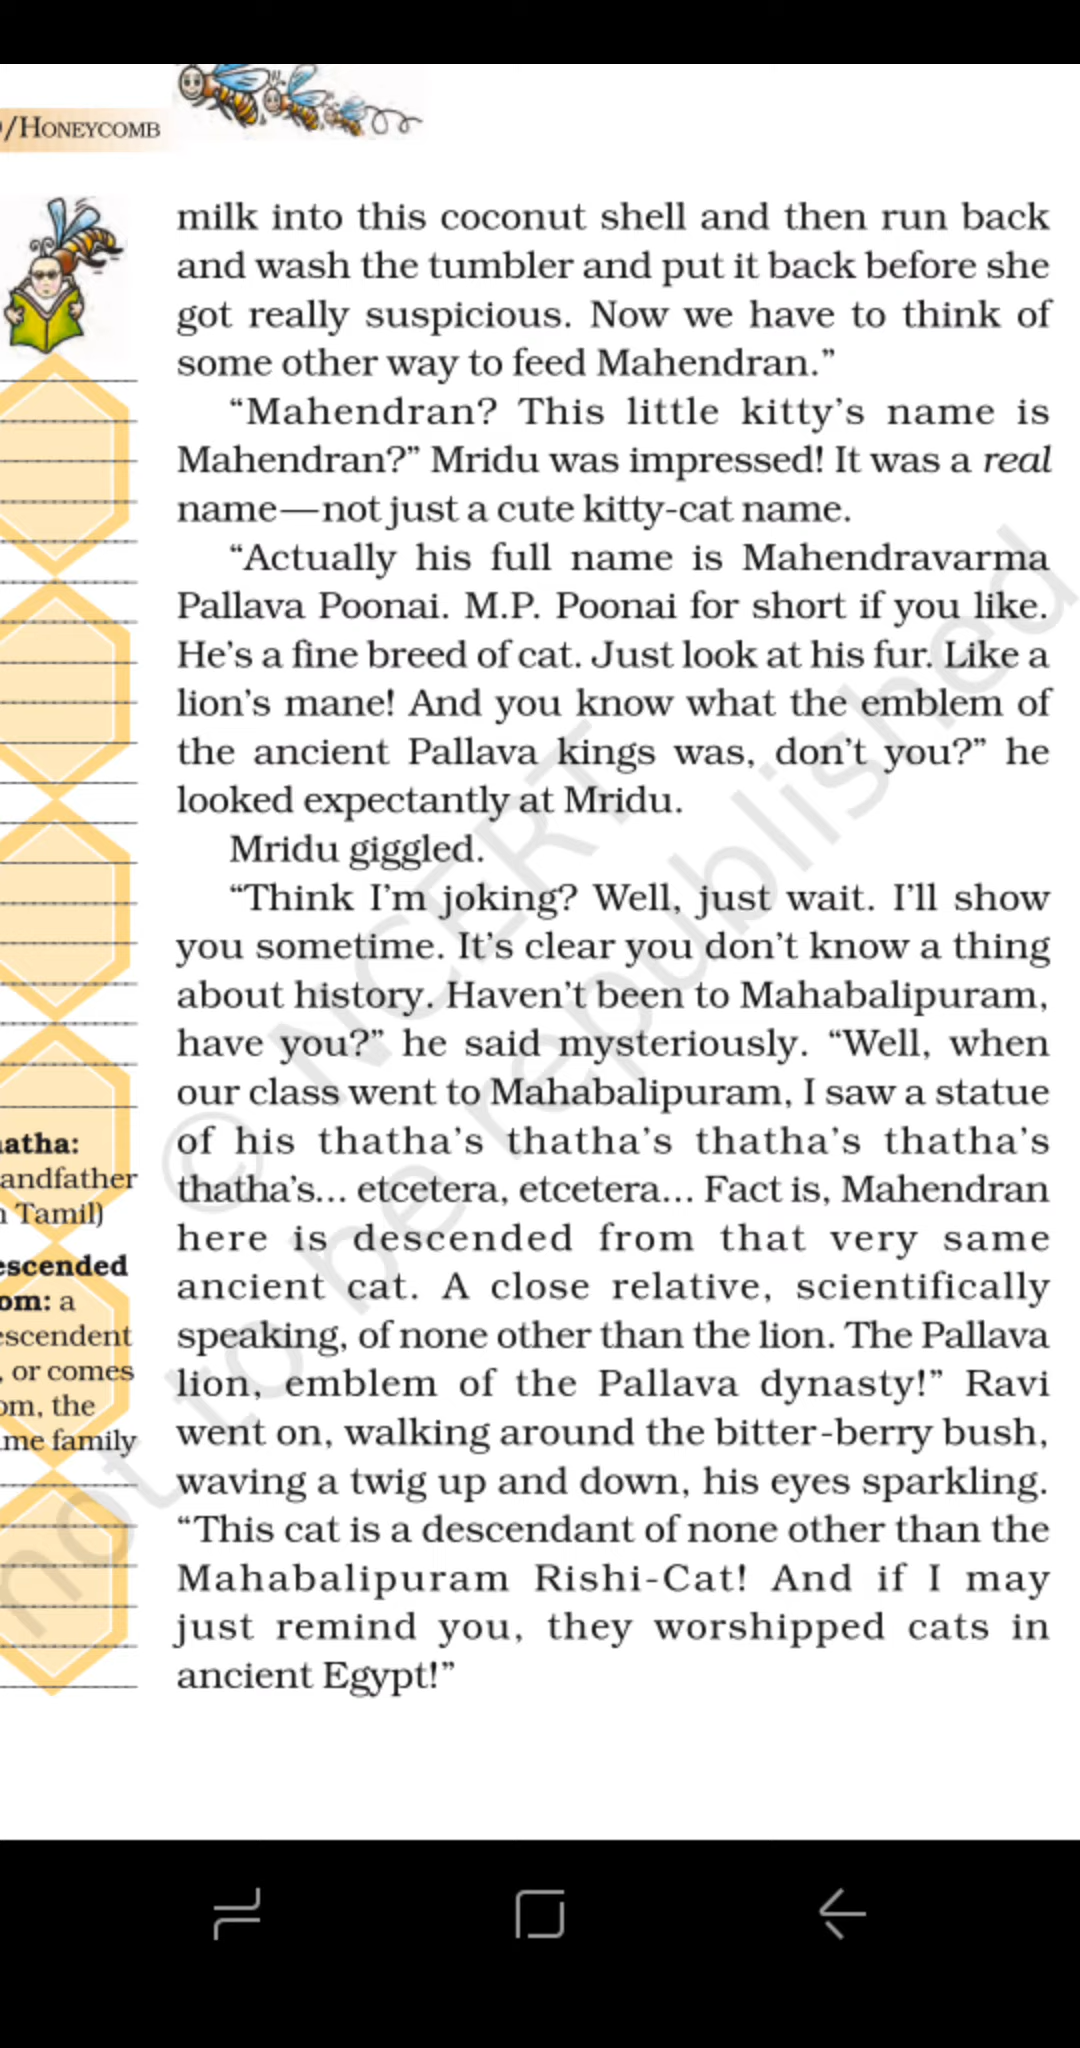 /HONEYCOMB
milk into this coconut shell and then run back
and wash the tumbler and put it back before she
got really suspicious. Now we have to think of
some other way to feed Mahendran.”
“Mahendran? This little kitty’s name is
Mahendran?” Mridu was impressed! It was a real
name—not just a cute kitty-cat name.
“Actually his full name is Mahendravarma
Pallava Poonai. M.P. Poonai for short if you like.
He’s a fine breed of cat. Just look at his fur. Like a
lion’s mane! And you know what the emblem of
the ancient Pallava kings was, don’t you?” he
looked expectantly at Mridu.
Mridu giggled.
“Think I’m joking? Well, just wait. I’ll show
you sometime. It’s clear you don’t know a thing
about history. Haven’t been to Mahabalipuram,
have you?” he said mysteriously. “Well, when
our class went to Mahabalipuram, I saw a statue
of his thatha’s thatha’s thatha’s thatha’s
thatha’s... etcetera, etcetera... Fact is, Mahendran
here is descended from that very same
ancient cat. A close relative, scientifically
speaking, of none other than the lion. The Pallava
lion, emblem of the Pallava dynasty!” Ravi
went on, walking around the bitter-berry bush,
waving a twig up and down, his eyes sparkling.
“This cat is a descendant of none other than the
Mahabalipuram Rishi-Cat! And if I may
just remind you, they worshipped cats in
ancient Egypt!”
atha:
andfather
Tamil)
escended
om: a
escendent
, or comes
om, the
me family
© NCERT
not to be republished